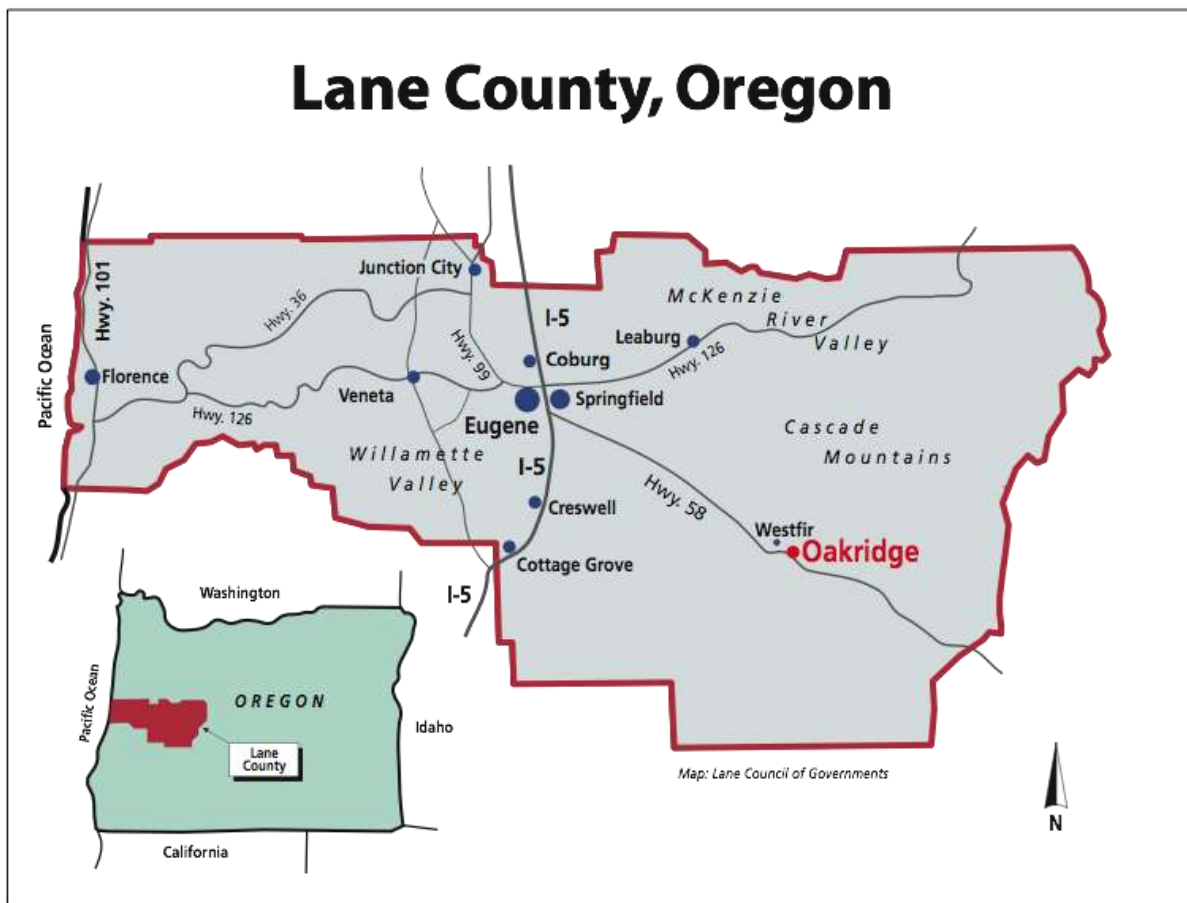 Lane County, Oregon
Pacific Ocean
Hwy. 101
Junction City
Hwy. 36
McKenzie
River
Valley
I-5
Leaburg
Hwy. 126
Coburg
Hwy. 99
Florence
Veneta
Springfield
Hwy. 126
Eugene
Cascade
Mountains
Willamette
Valley
I-5
Hwy. 58
Creswell
Westfir
Oakridge
Cottage Grove
I-5
Washington
Pacific Ocean
OREGON
Idaho
Lane
County
California
Map: Lane Council of Governments
N